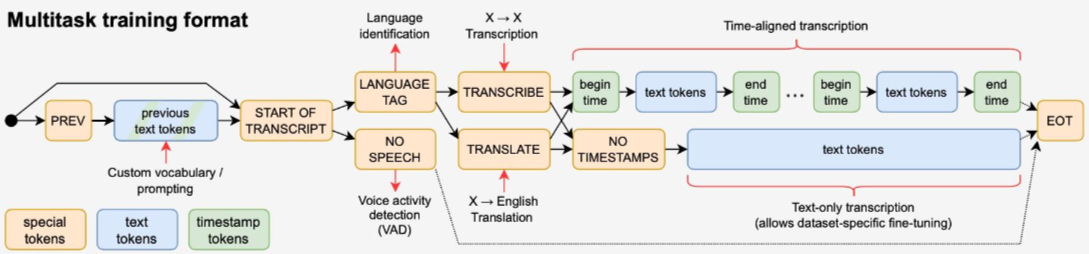 Multitask training format
Language
identification
X → X
Transcription
Time-aligned transcription
PREV
previous
text tokens
START OF
TRANSCRIPT
LANGUAGE
TAG
NO
SPEECH
TRANSCRIBE
TRANSLATE
begin
time
text tokens
end
time
...
begin
time
text tokens
end
time
NO
TIMESTAMPS
text tokens
EOT
Custom vocabulary /
prompting
Voice activity
detection
(VAD)
X → English
Translation
Text-only transcription
(allows dataset-specific fine-tuning)
special
tokens
text
tokens
timestamp
tokens